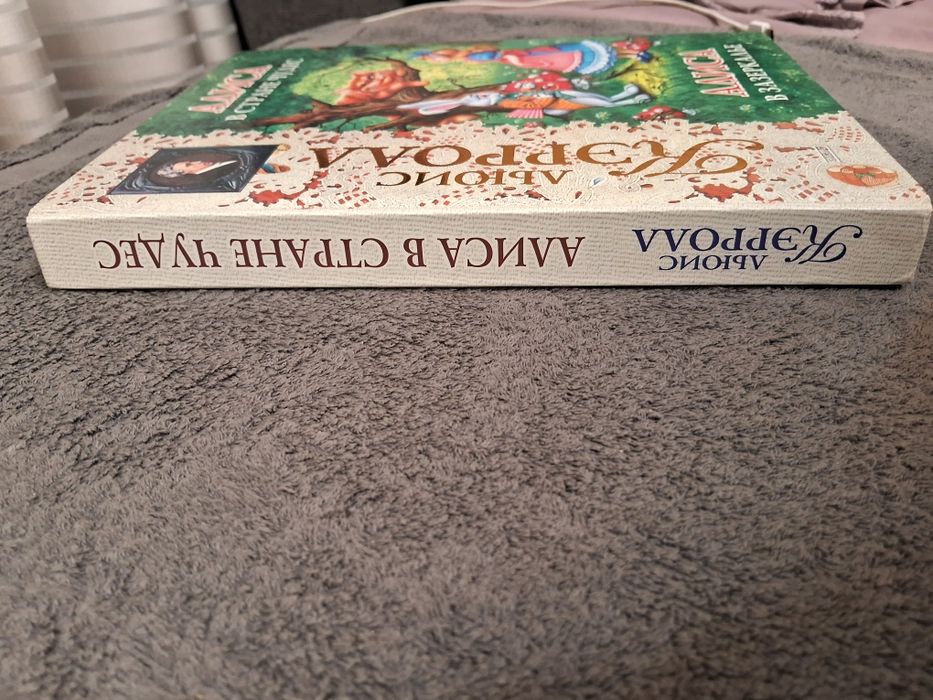 ЛЬЮИС
КЭРРОЛЛ
АЛИСА В СТРАНЕ ЧУДЕС
ЛЬЮИС
КЭРРОЛЛ
АЛИСА
В СТРАНЕ ЧУДЕС
АЛИСА
В ЗАЗЕРКАЛЬЕ